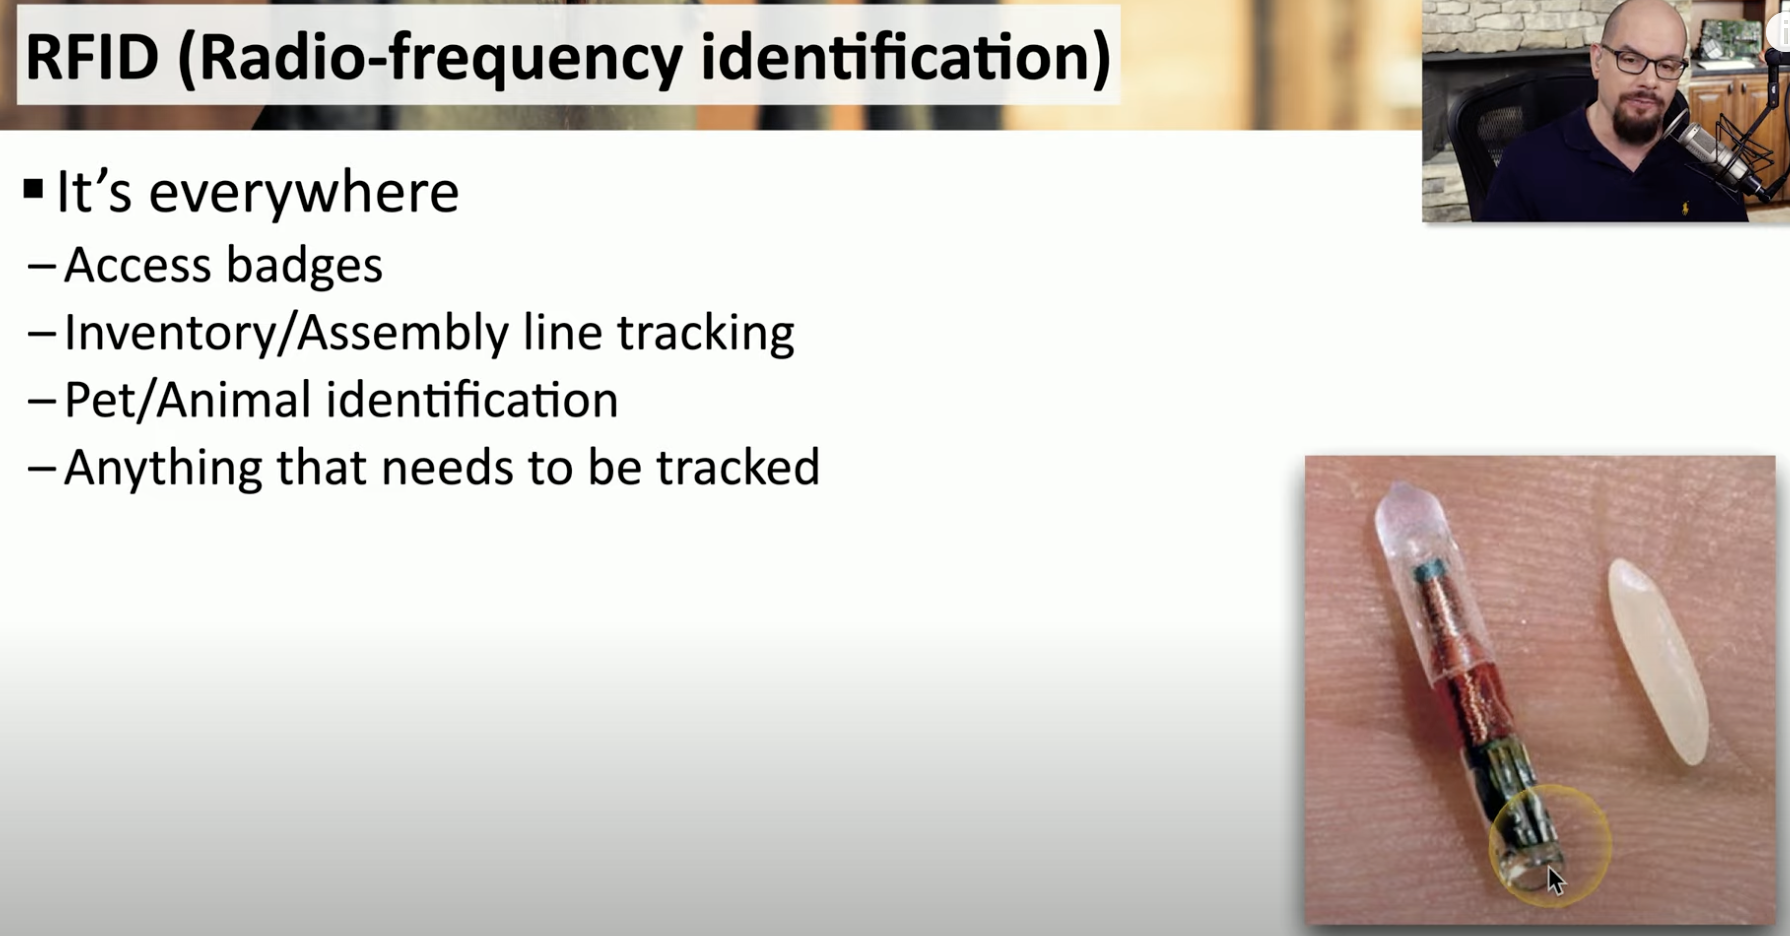 RFID (Radio-frequency identification)
▪ It's everywhere
– Access badges
– Inventory/Assembly line tracking
– Pet/Animal identification
– Anything that needs to be tracked